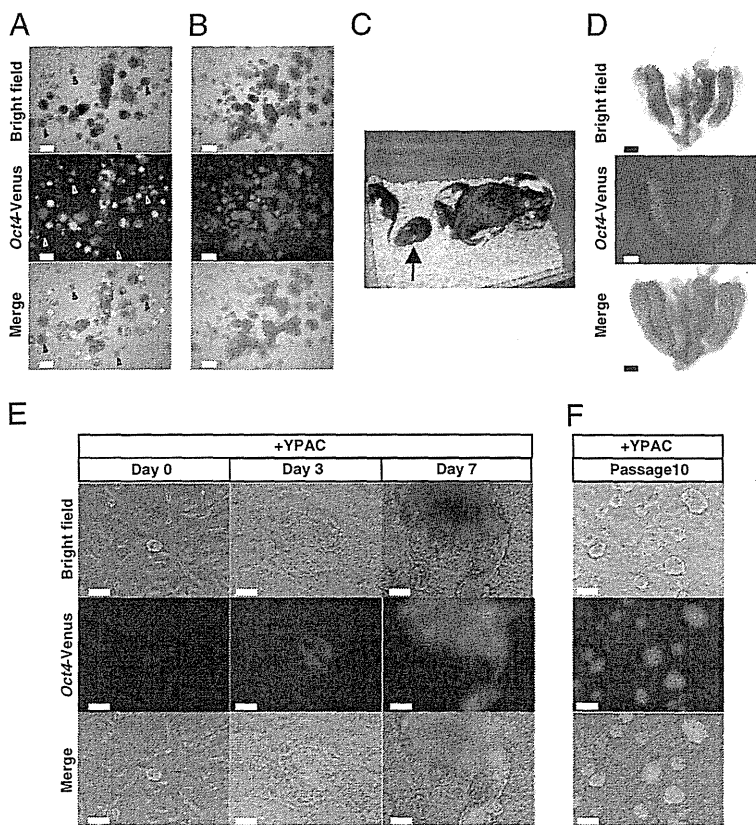 A
B
C
D
Bright field
Oct4-Venus
Merge
Bright field
Oct4-Venus
Merge
E
F
+YPAC
+YPAC
Day 0
Day 3
Day 7
Passage10
Bright field
Oct4-Venus
Merge